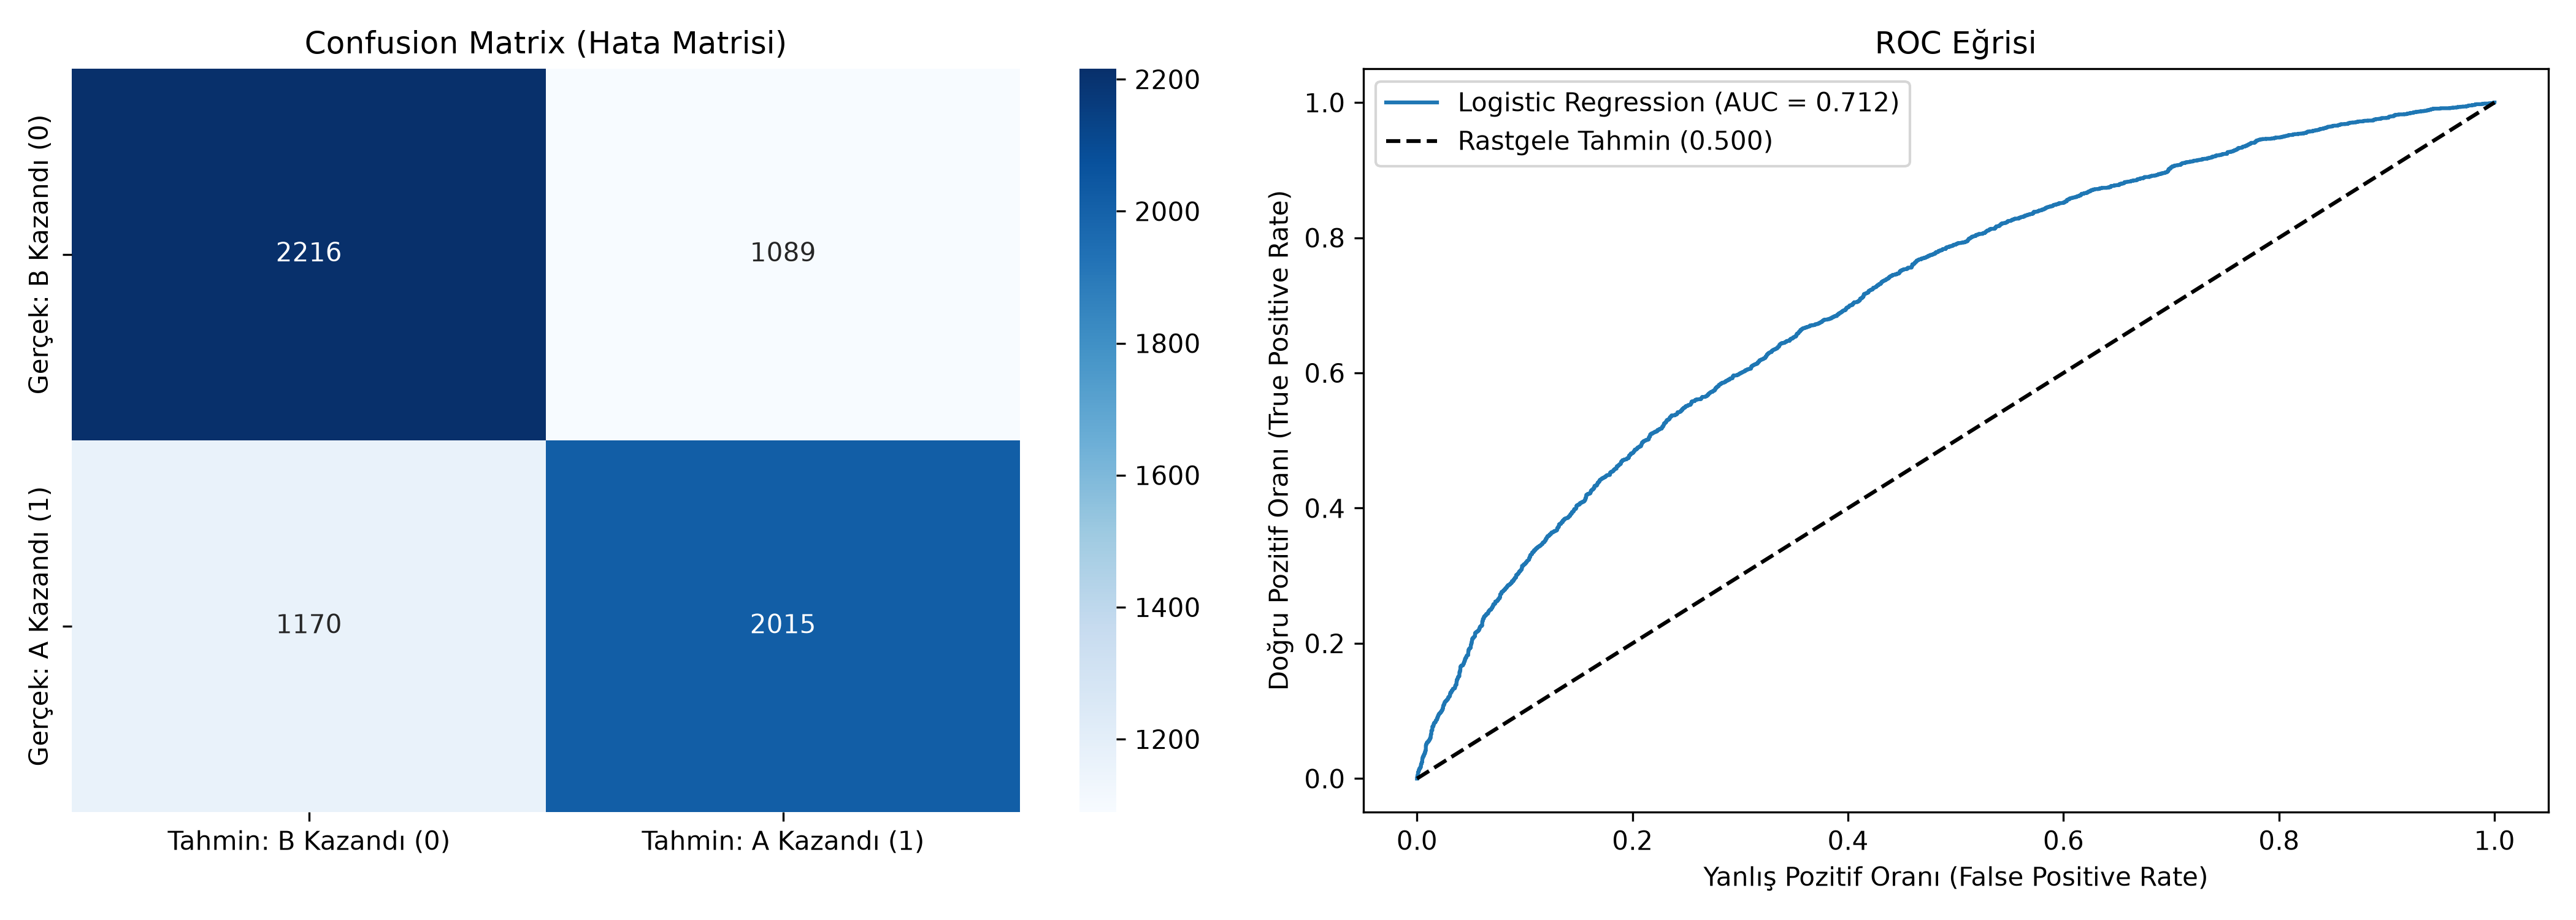 Confusion Matrix (Hata Matrisi)
Gerçek: B Kazandı (0)
Gerçek: A Kazandı (1)
2216
1089
1170
2015
Tahmin: B Kazandı (0)
Tahmin: A Kazandı (1)
2200
2000
1800
1600
1400
1200
ROC Eğrisi
Logistic Regression (AUC = 0.712)
Rastgele Tahmin (0.500)
Doğru Pozitif Oranı (True Positive Rate)
1.0
0.8
0.6
0.4
0.2
0.0
0.0
0.2
0.4
0.6
0.8
1.0
Yanlış Pozitif Oranı (False Positive Rate)